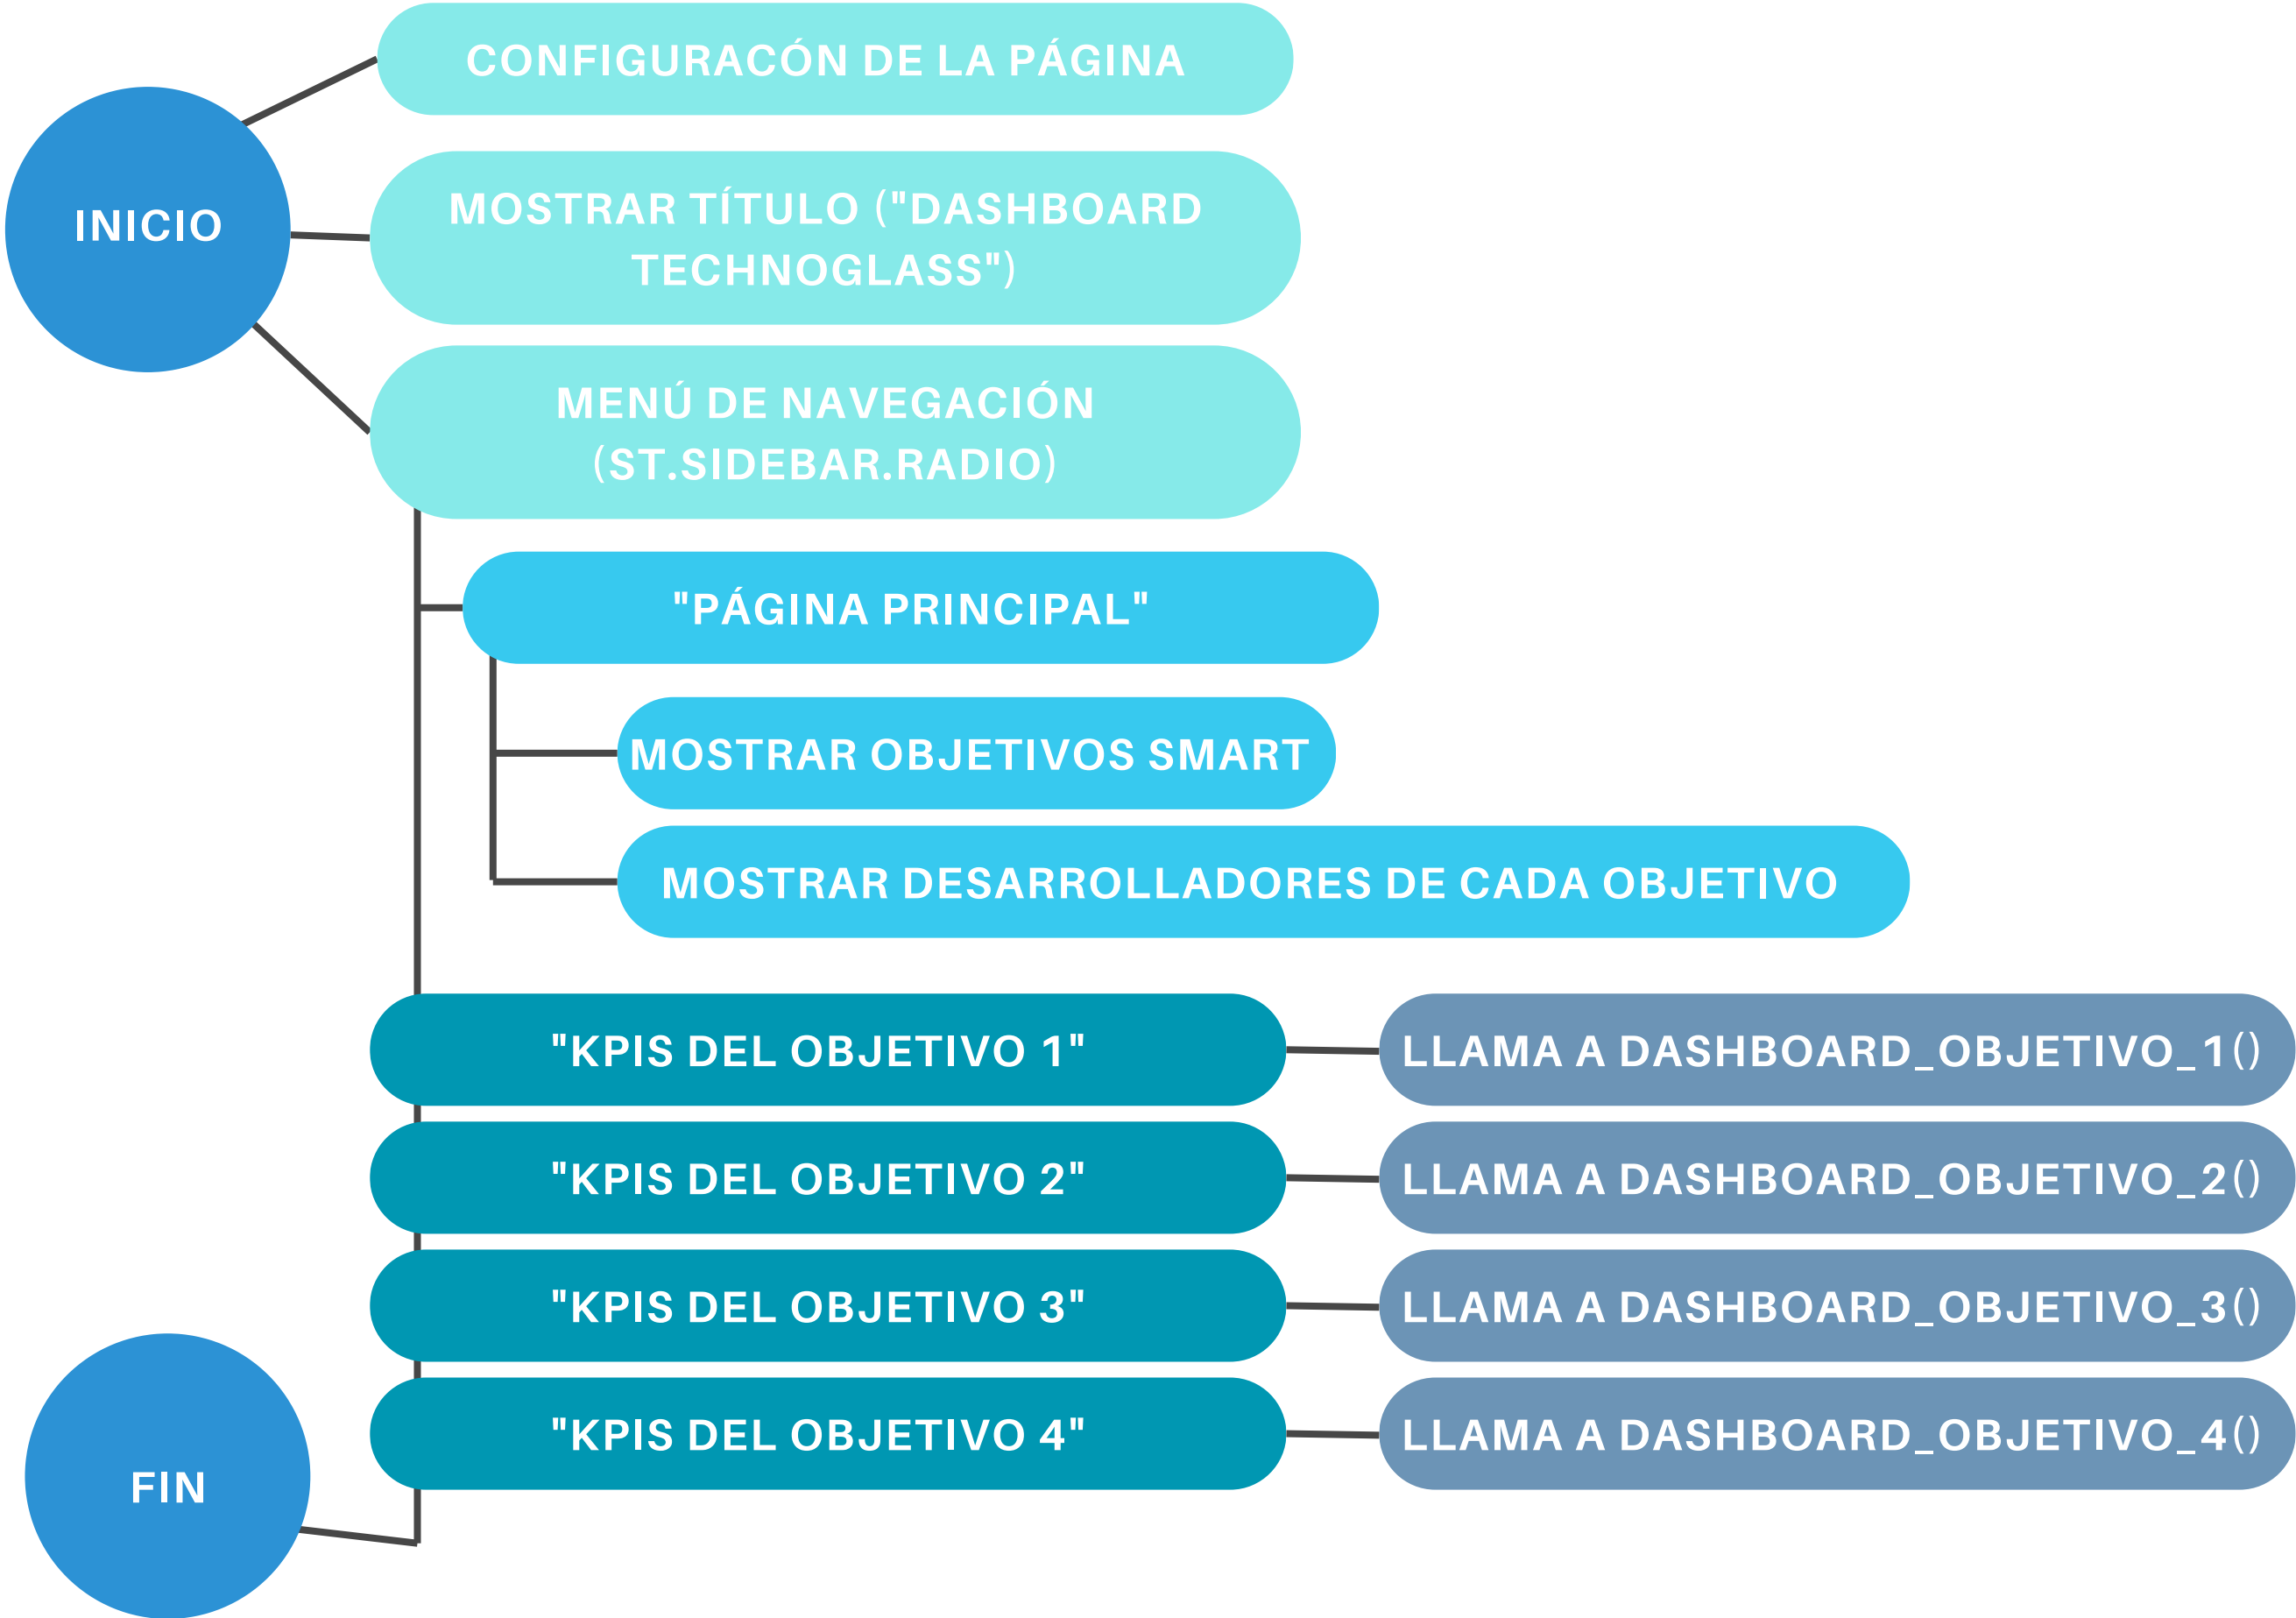 CONFIGURACÓN DE LA PÁGINA
INICIO
MOSTRAR TÍTULO ("DASHBOARD
TECHNOGLASS")
MENÚ DE NAVEGACIÓN
(ST.SIDEBAR.RADIO)
"PÁGINA PRINCIPAL"
MOSTRAR OBJETIVOS SMART
MOSTRAR DESARROLLADORES DE CADA OBJETIVO
"KPIS DEL OBJETIVO 1"
LLAMA A DASHBOARD_OBJETIVO_1()
"KPIS DEL OBJETIVO 2"
LLAMA A DASHBOARD_OBJETIVO_2()
"KPIS DEL OBJETIVO 3"
LLAMA A DASHBOARD_OBJETIVO_3()
"KPIS DEL OBJETIVO 4"
LLAMA A DASHBOARD_OBJETIVO_4()
FIN